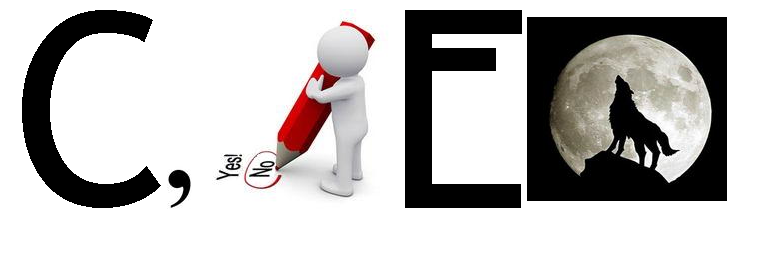 C, E
Yes!
No